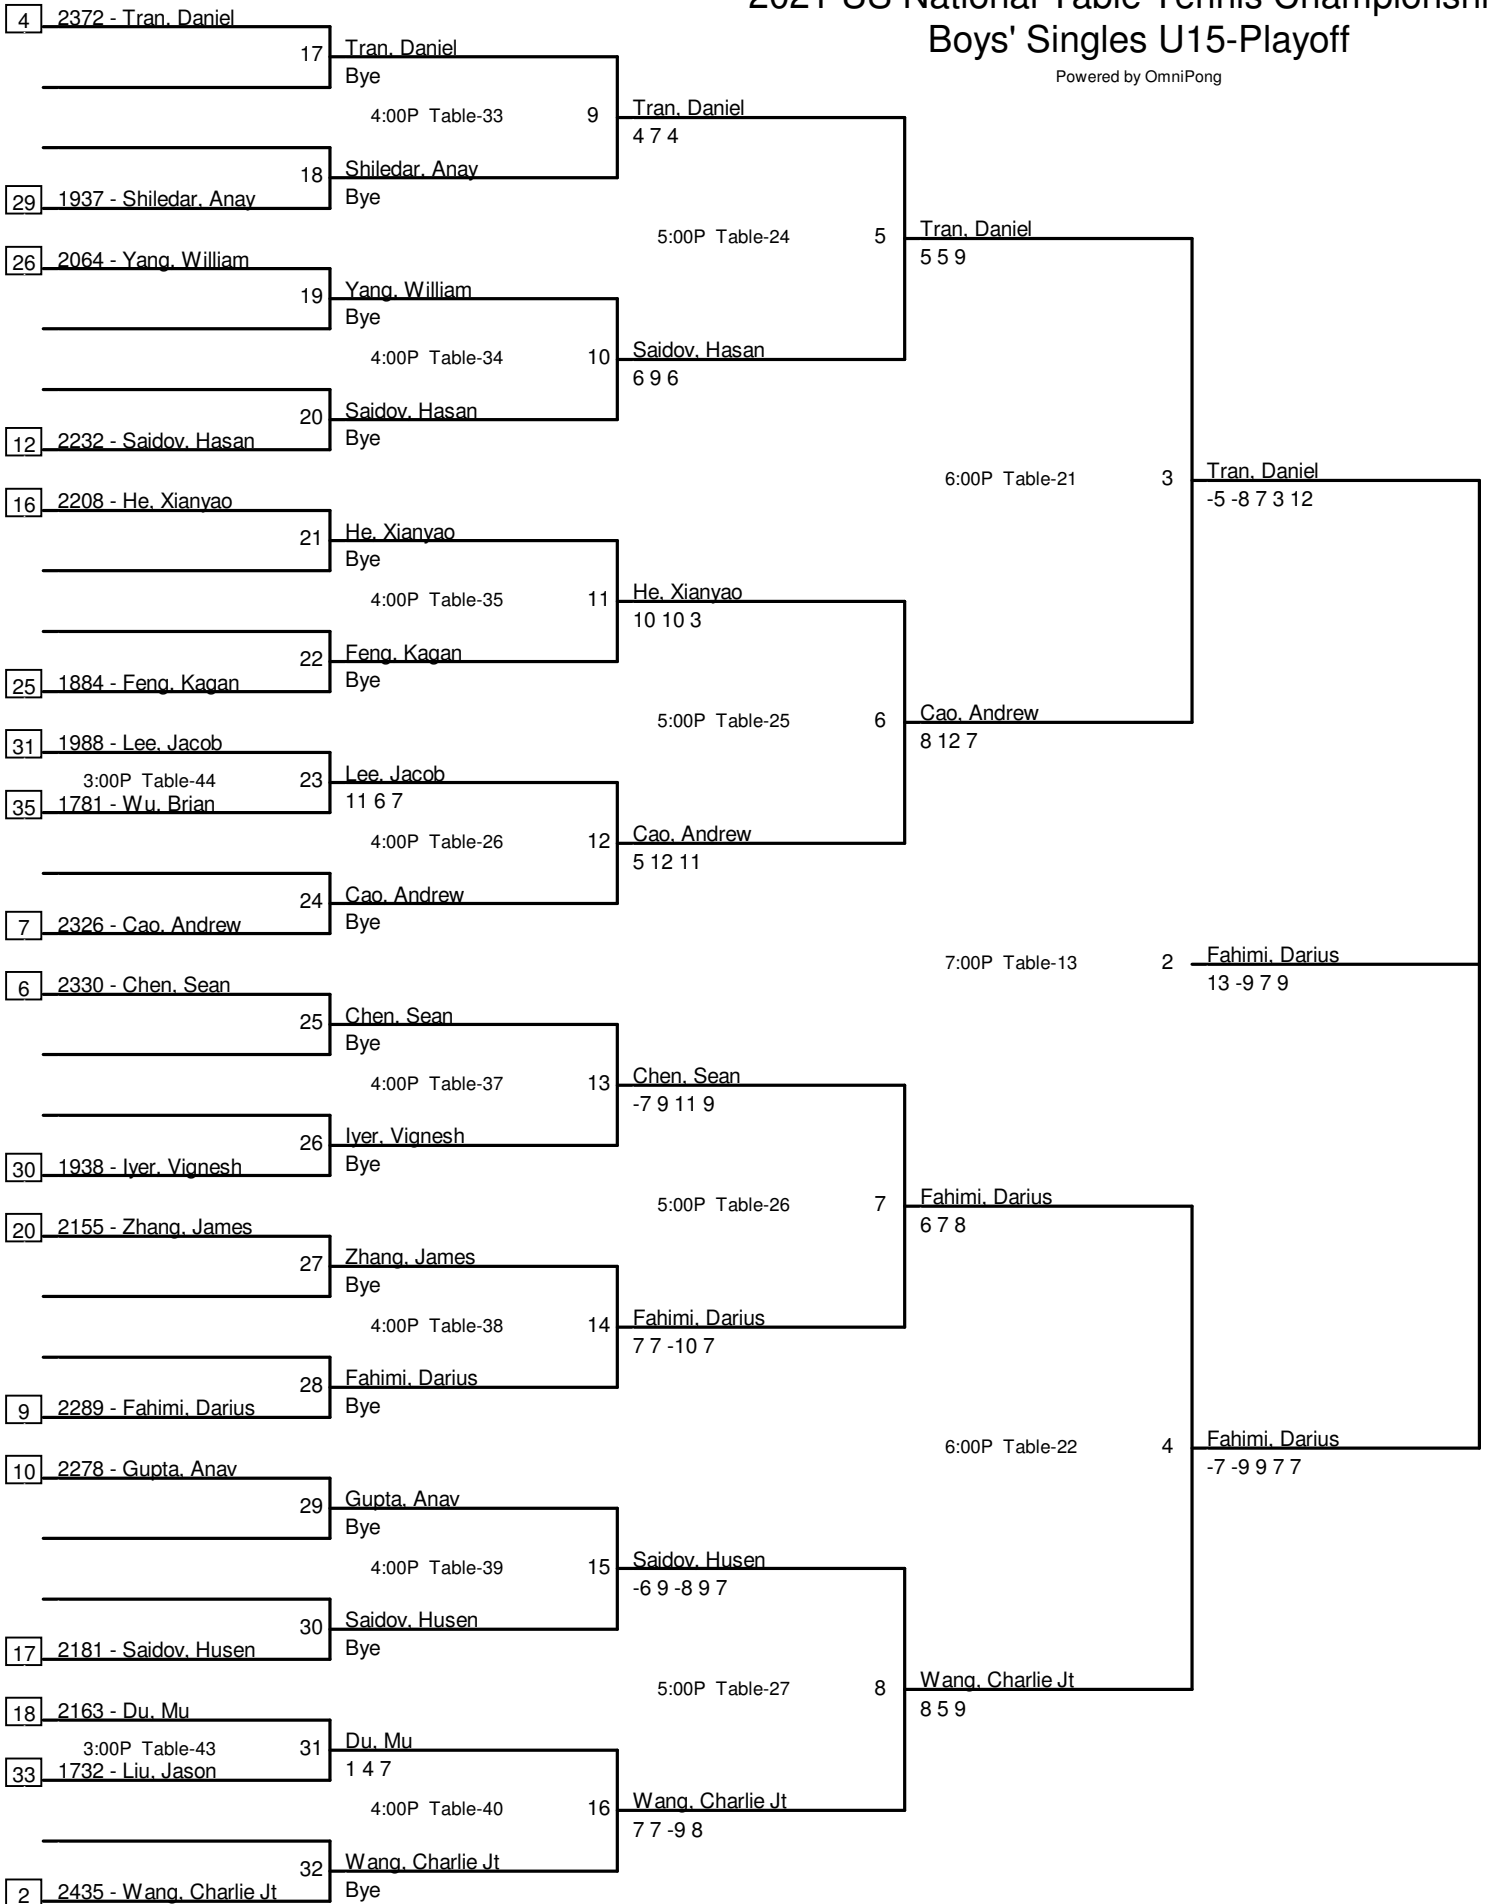 2021 US National Table Tennis Championshi
Boys' Singles U15-Playoff
Powered by OmniPong
4 2372 - Tran, Daniel
17 Tran, Daniel
Bye
4:00P Table-33 9 Tran, Daniel
4 7 4
18 Shiledar, Anay
29 1937 - Shiledar, Anay Bye
5:00P Table-24 5 Tran, Daniel
5 5 9
26 2064 - Yang, William
19 Yang, William
Bye
4:00P Table-34 10 Saidov, Hasan
6 9 6
20 Saidov, Hasan
12 2232 - Saidov, Hasan Bye
6:00P Table-21 3 Tran, Daniel
-5 -8 7 3 12
16 2208 - He, Xianyao
21 He, Xianyao
Bye
4:00P Table-35 11 He, Xianyao
10 10 3
22 Feng, Kagan
25 1884 - Feng, Kagan Bye
5:00P Table-25 6 Cao, Andrew
8 12 7
31 1988 - Lee, Jacob
3:00P Table-44 23 Lee, Jacob
35 1781 - Wu, Brian 11 6 7
4:00P Table-26 12 Cao, Andrew
5 12 11
24 Cao, Andrew
7 2326 - Cao, Andrew Bye
7:00P Table-13 2 Fahimi, Darius
13 -9 7 9
6 2330 - Chen, Sean
25 Chen, Sean
Bye
4:00P Table-37 13 Chen, Sean
-7 9 11 9
26 Iyer, Vignesh
30 1938 - Iyer, Vignesh Bye
5:00P Table-26 7 Fahimi, Darius
6 7 8
20 2155 - Zhang, James
27 Zhang, James
Bye
4:00P Table-38 14 Fahimi, Darius
7 7 -10 7
28 Fahimi, Darius
9 2289 - Fahimi, Darius Bye
6:00P Table-22 4 Fahimi, Darius
-7 -9 9 7 7
10 2278 - Gupta, Anav
29 Gupta, Anav
Bye
4:00P Table-39 15 Saidov, Husen
-6 9 -8 9 7
30 Saidov, Husen
17 2181 - Saidov, Husen Bye
5:00P Table-27 8 Wang, Charlie Jt
8 5 9
18 2163 - Du, Mu
3:00P Table-43 31 Du, Mu
33 1732 - Liu, Jason 1 4 7
4:00P Table-40 16 Wang, Charlie Jt
7 7 -9 8
32 Wang, Charlie Jt
2 2435 - Wang, Charlie Jt Bye